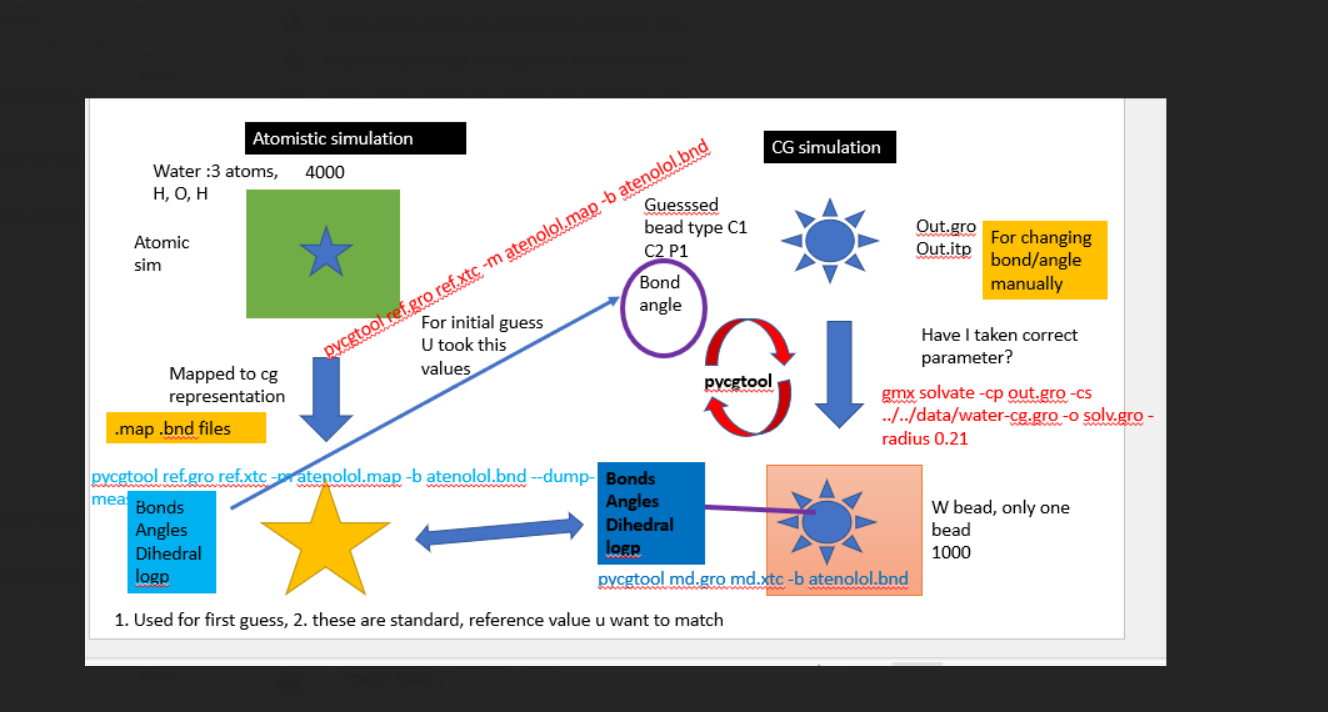 Atomistic simulation
CG simulation
Water :3 atoms,
H, O, H
4000
Atomic
sim
pycgtool ref.gro ref.xtc -m atenolol.map -b atenolol.bnd
Guesssed
bead type C1
C2 P1
Bond
angle
Out.gro
Out.itp
For changing
bond/angle
manually
For initial guess
U took this
values
Mapped to cg
representation
.map .bnd files
pycgtool
Have I taken correct
parameter?
gmx solvate -cp out.gro -cs
../../data/water-cg.gro -o solv.gro -
radius 0.21
pycgtool ref.gro ref.xtc -m atenolol.map -b atenolol.bnd --dump-
Bonds
Angles
Dihedral
logp
Bonds
Angles
Dihedral
logp
W bead, only one
bead
1000
pycgtool md.gro md.xtc -b atenolol.bnd
1. Used for first guess, 2. these are standard, reference value u want to match